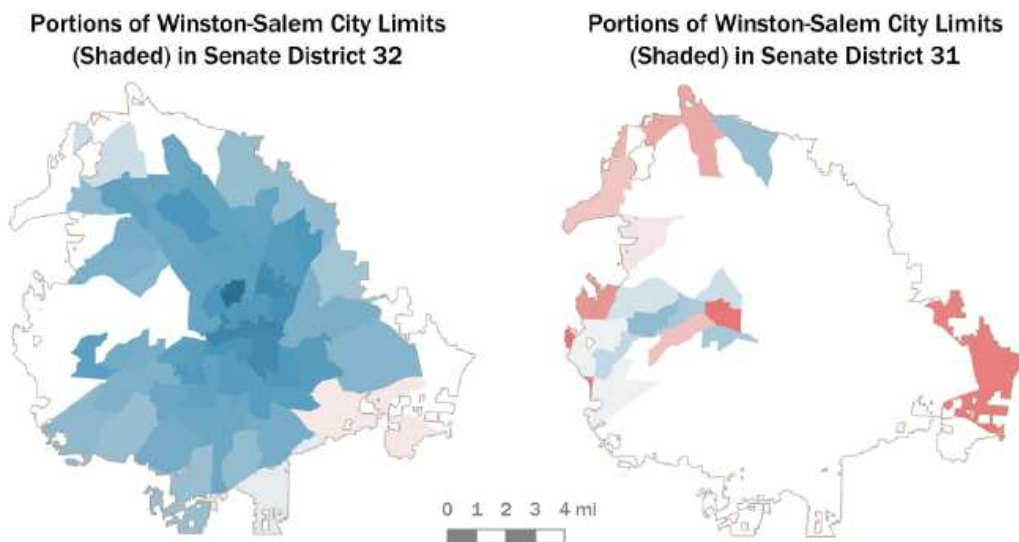 Portions of Winston-Salem City Limits
(Shaded) in Senate District 32
Portions of Winston-Salem City Limits
(Shaded) in Senate District 31
0 1 2 3 4 mi